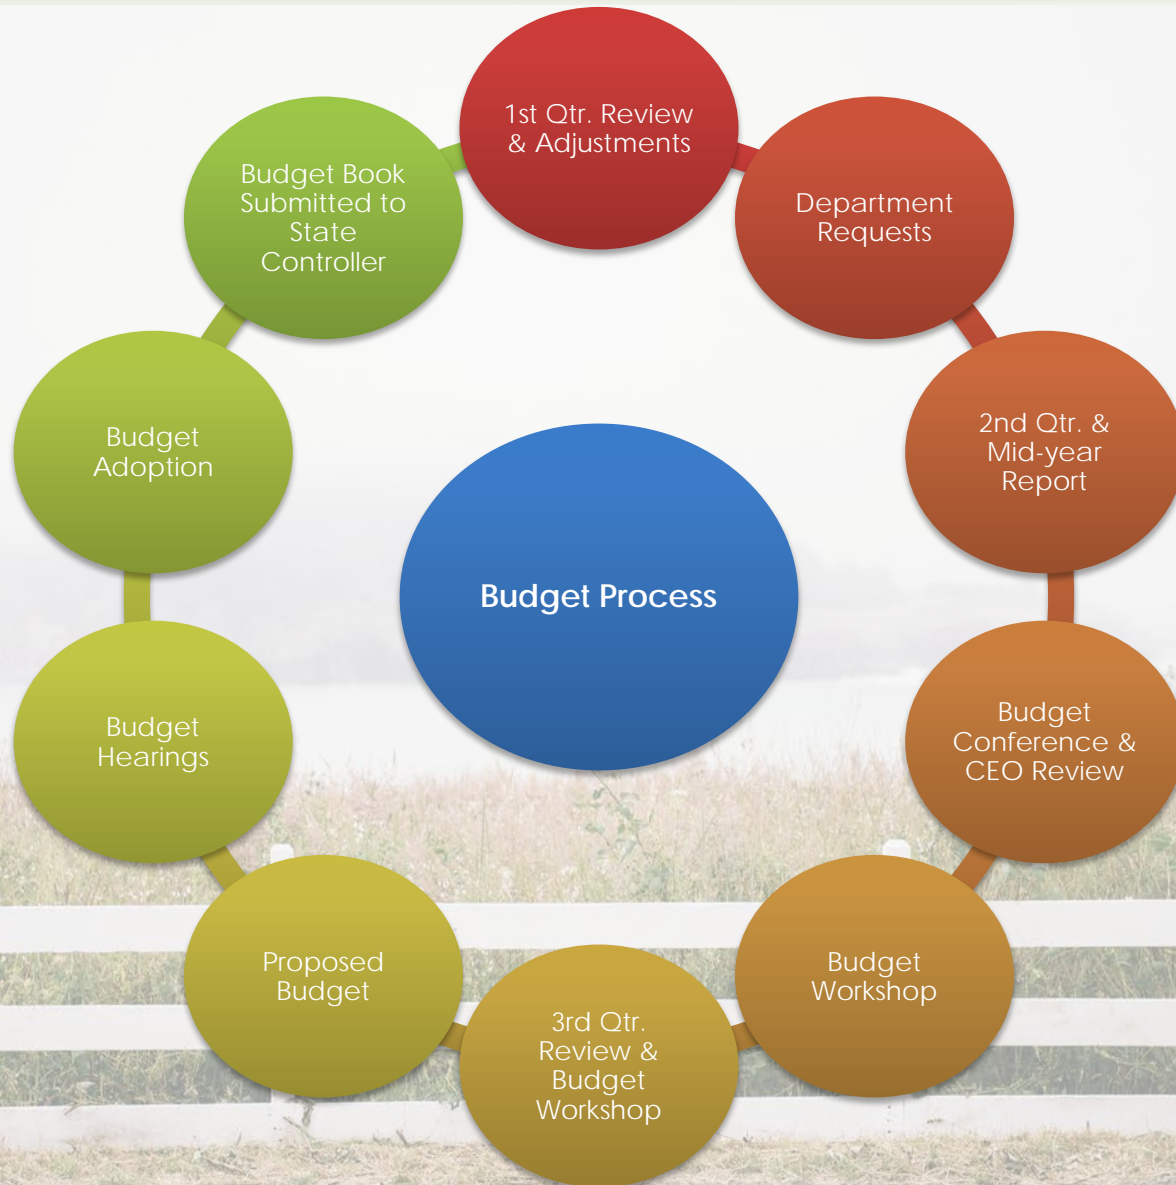 1st Qtr. Review
& Adjustments
Department
Requests
2nd Qtr. &
Mid-year
Report
Budget
Conference &
CEO Review
Budget
Workshop
3rd Qtr.
Review &
Budget
Workshop
Proposed
Budget
Budget
Hearings
Budget
Adoption
Budget Book
Submitted to
State
Controller
Budget Process